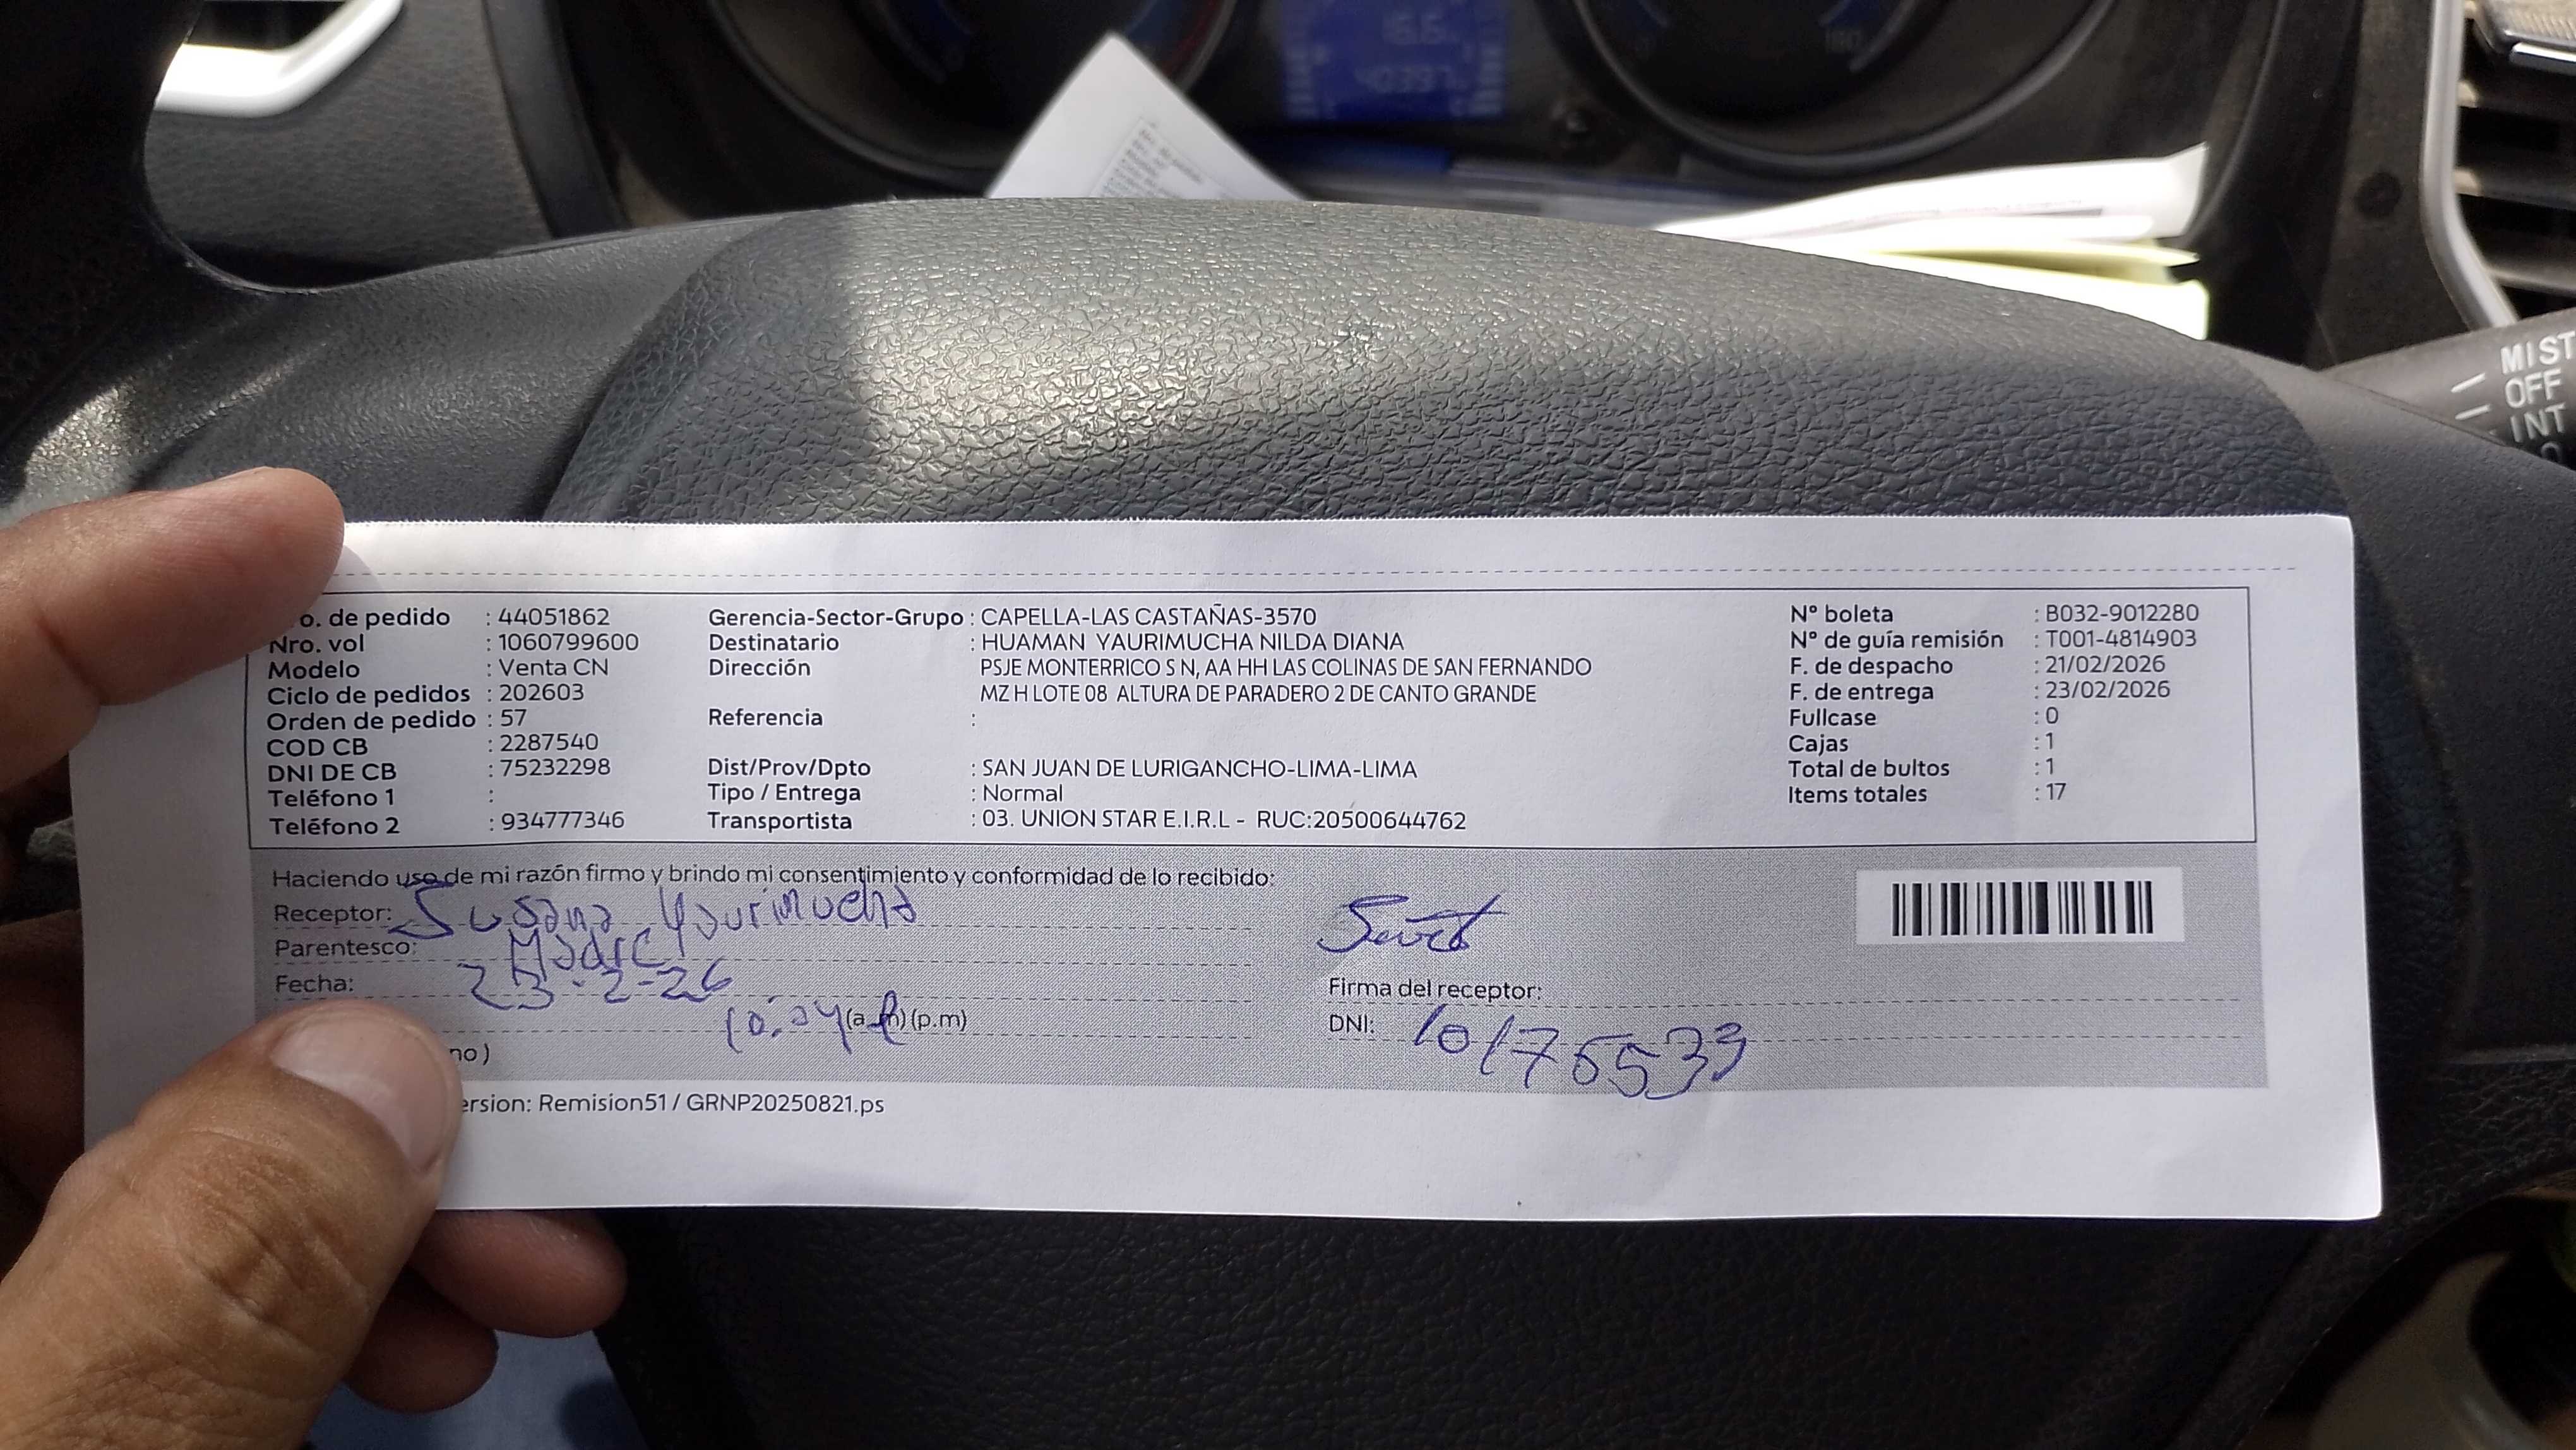 o. de pedido : 44051862
Nro. vol : 1060799600
Modelo : Venta CN
Ciclo de pedidos : 202603
Orden de pedido : 57
COD CB : 2287540
DNI DE CB : 75232298
Teléfono 1 :
Teléfono 2 : 934777346
Gerencia-Sector-Grupo : CAPELLA-LAS CASTAÑAS-3570
Destinatario : HUAMAN YAURIMUCHA NILDA DIANA
Dirección PSJE MONTERRICO S N, AA HH LAS COLINAS DE SAN FERNANDO
MZ H LOTE 08 ALTURA DE PARADERO 2 DE CANTO GRANDE
Referencia :
Dist/Prov/Dpto : SAN JUAN DE LURIGANCHO-LIMA-LIMA
Tipo / Entrega : Normal
Transportista : 03. UNION STAR E.I.R.L - RUC:20500644762
Nº boleta : B032-9012280
Nº de guía remisión : T001-4814903
F. de despacho : 21/02/2026
F. de entrega : 23/02/2026
Fullcase : 0
Cajas : 1
Total de bultos : 1
Items totales : 17
Haciendo uso de mi razón firmo y brindo mi consentimiento y conformidad de lo recibido:
Receptor: Susana Yaurimucha
Parentesco: Madre
Fecha: 23-2-26
(a.m) (p.m)
no )
Firma del receptor:
DNI: 10176539
ersion: Remision51 / GRNP20250821.ps
MIST
OFF
INT